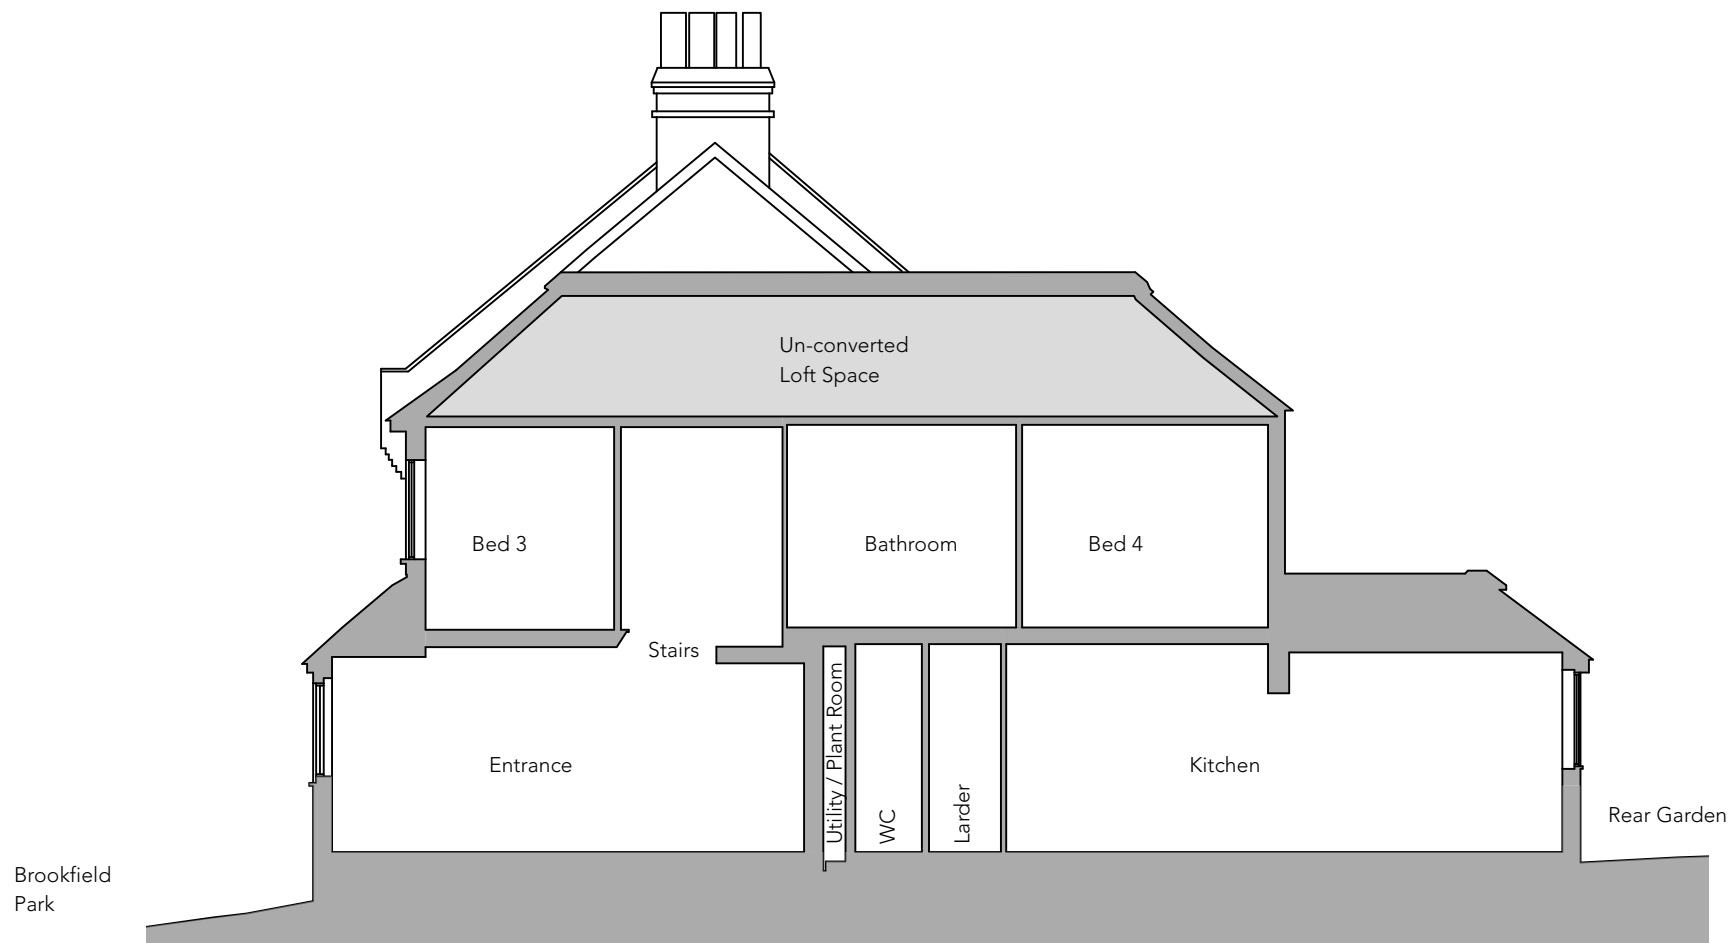 Un-converted
Loft Space
Bed 3
Bathroom
Bed 4
Stairs
Entrance
Utility / Plant Room
WC
Larder
Kitchen
Rear Garden
Brookfield
Park